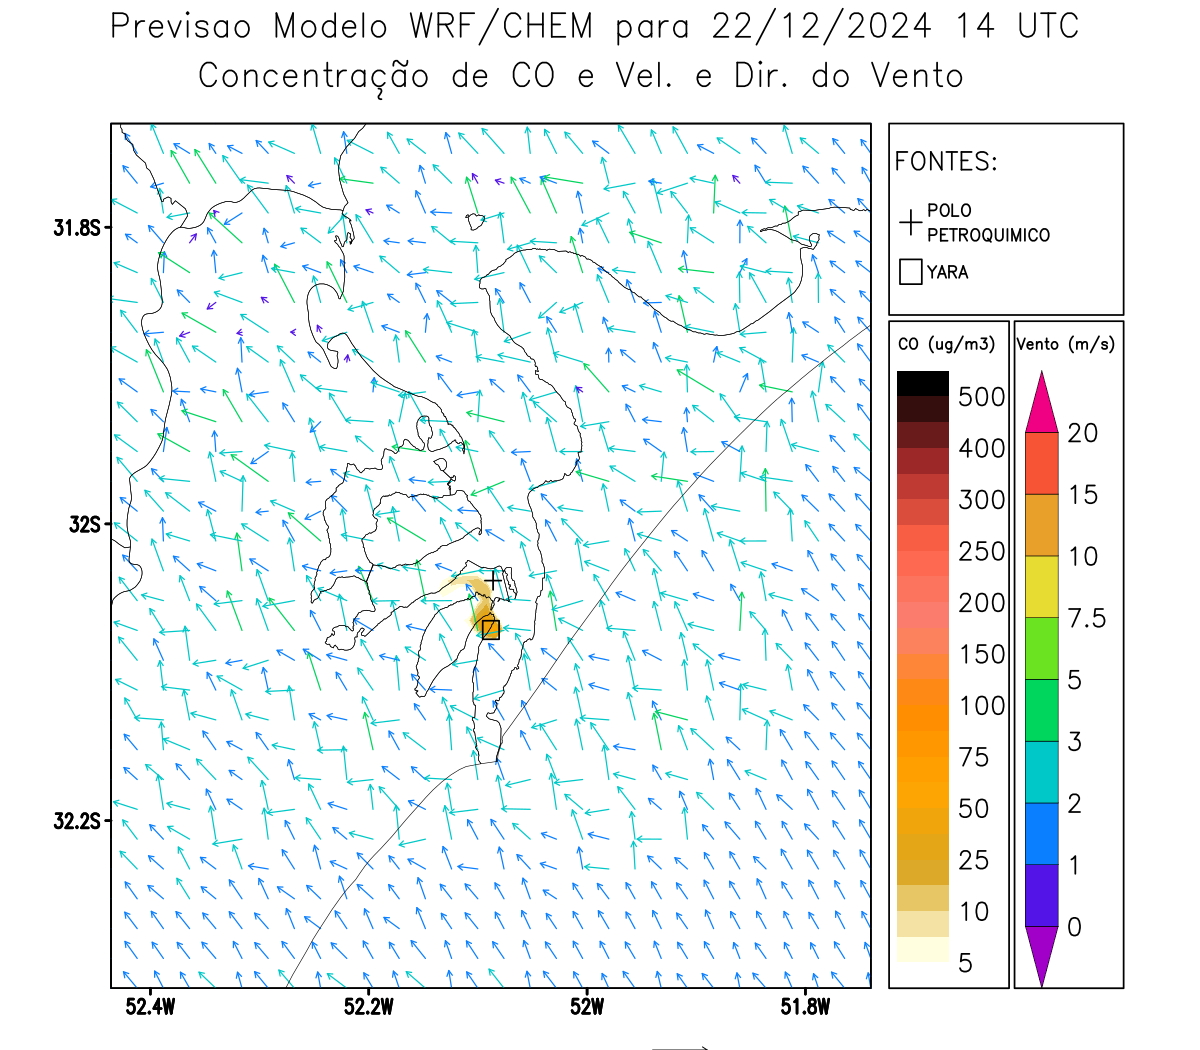 Previsao Modelo WRF/CHEM para 22/12/2024 14 UTC
Concentração de CO e Vel. e Dir. do Vento
FONTES:
POLO
PETROQUIMICO
YARA
CO (ug/m3)
500
400
300
250
200
150
100
75
50
25
10
5
Vento (m/s)
20
15
10
7.5
5
3
2
1
0
31.8S
32S
32.2S
52.4W
52.2W
52W
51.8W